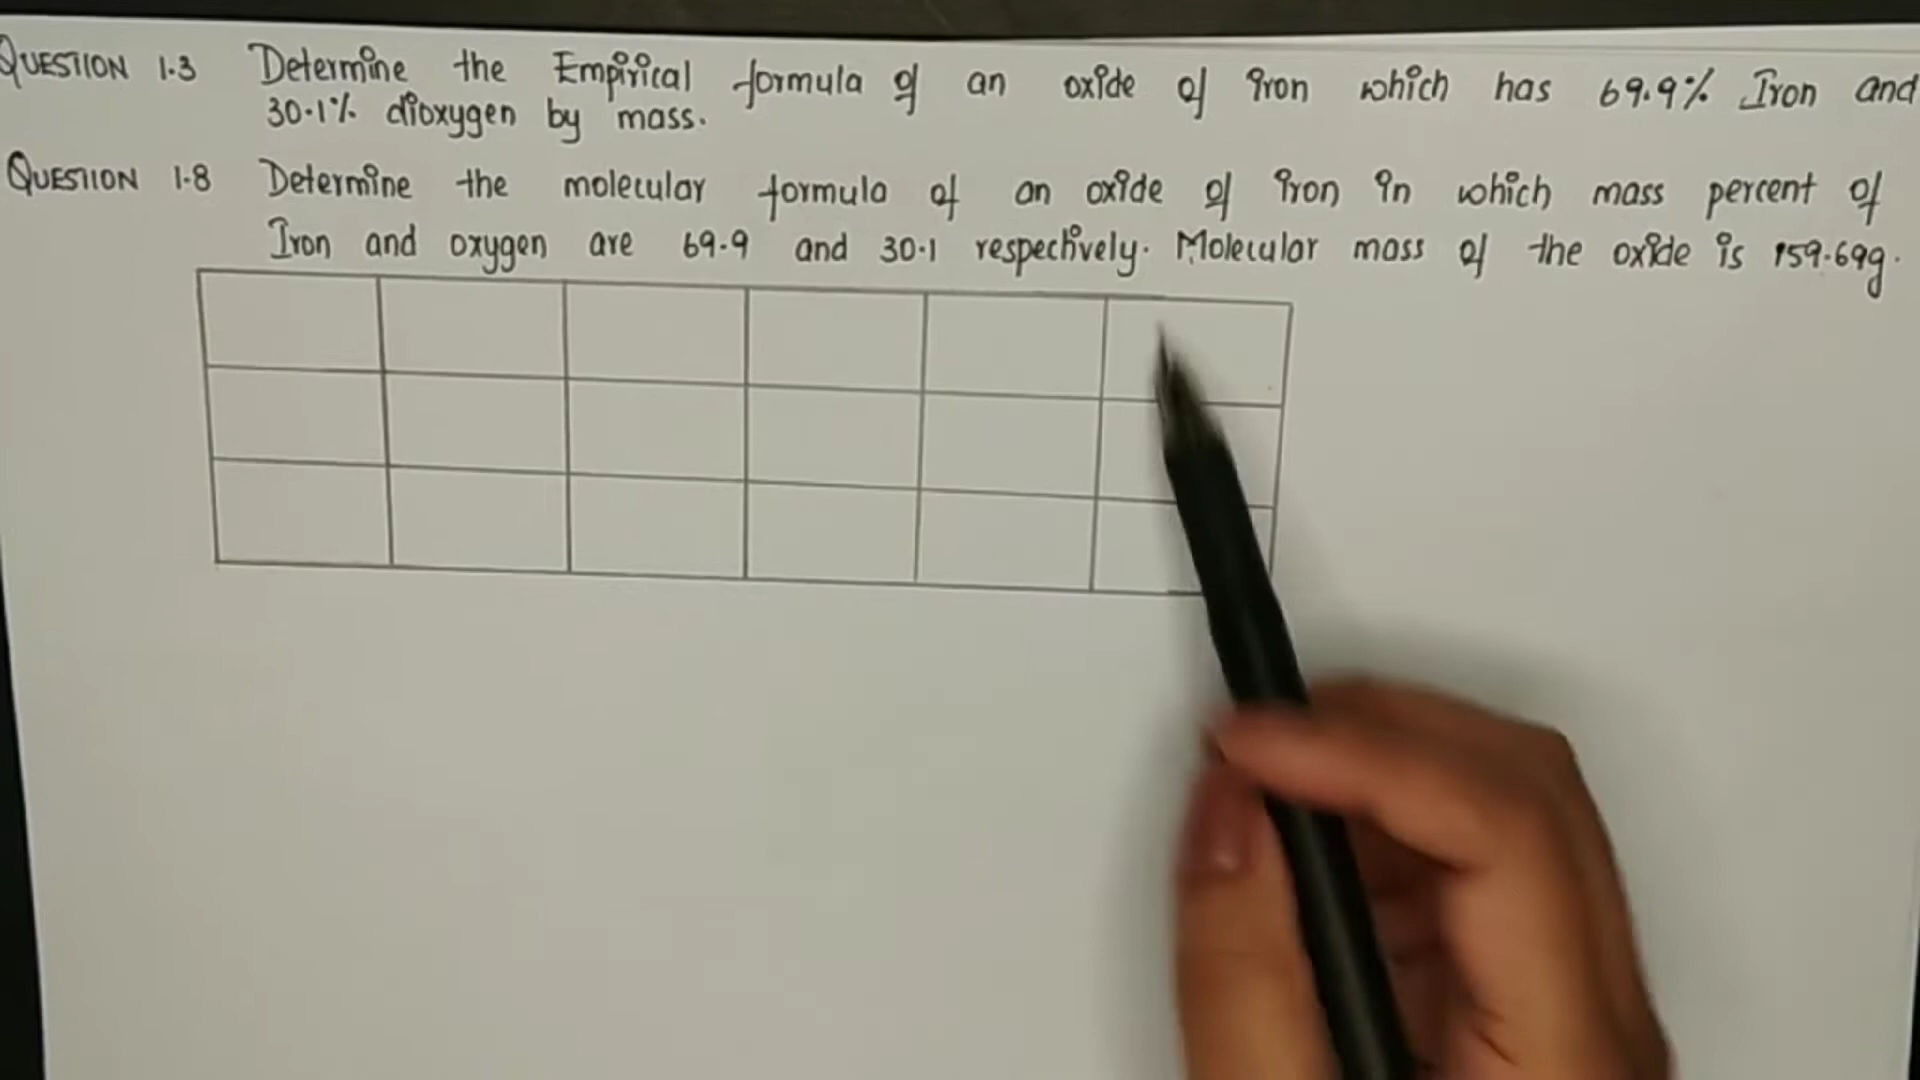 QUESTION 1.3 Determine the Empirical formula of an oxide of iron which has 69.9% Iron and
30.1% dioxygen by mass.
QUESTION 1.8 Determine the molecular formula of an oxide of iron in which mass percent of
Iron and oxygen are 69.9 and 30.1 respectively. Molecular mass of the oxide is 159.69g.